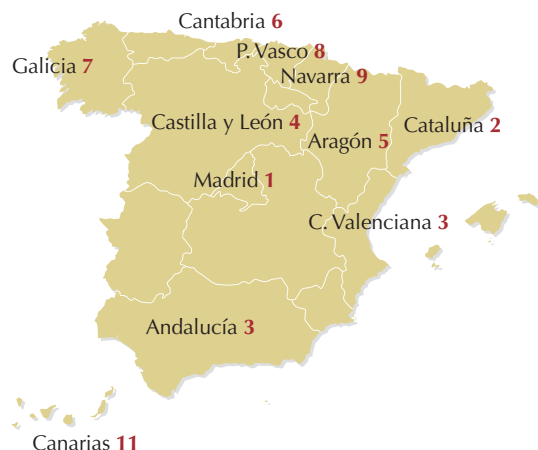 Cantabria 6
P. Vasco 8
Galicia 7
Navarra 9
Castilla y León 4
Cataluña 2
Aragón 5
Madrid 1
C. Valenciana 3
Andalucía 3
Canarias 11